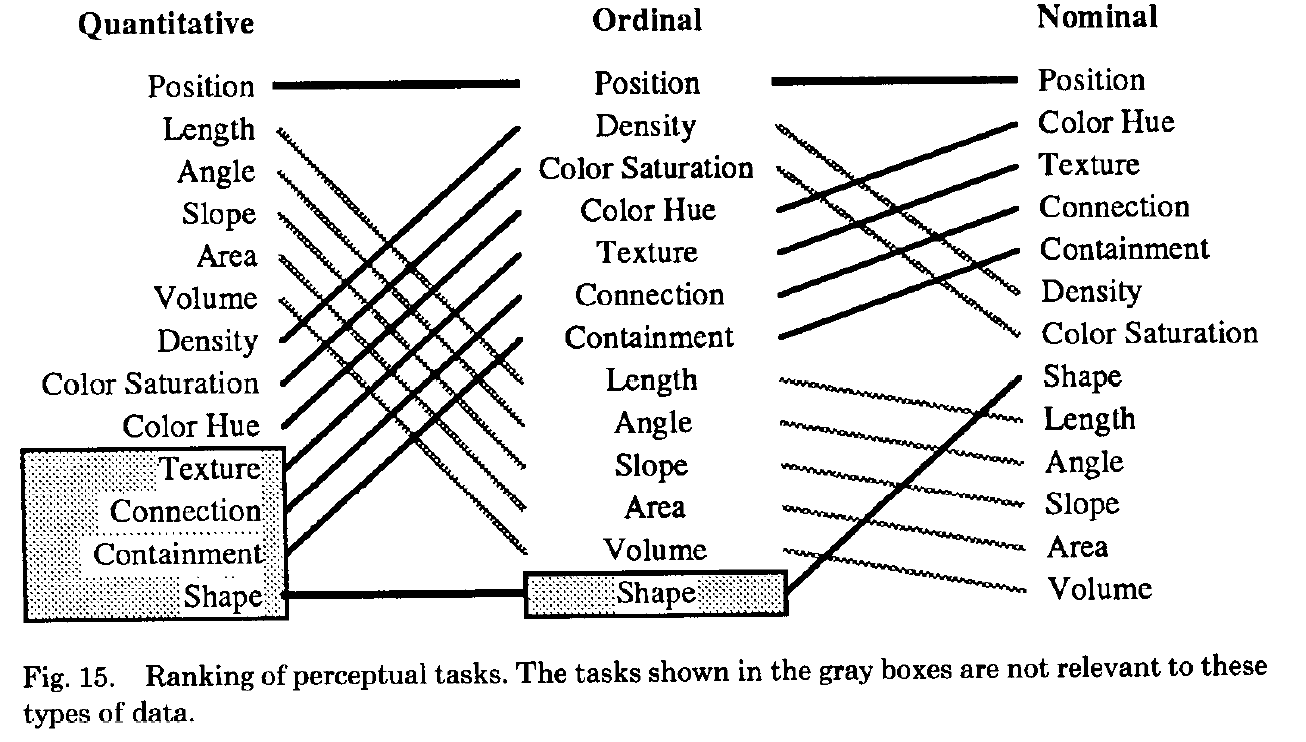 Quantitative Ordinal Nominal
Position Position Position
Length Density Color Hue
Angle Color Saturation Texture
Slope Color Hue Connection
Area Texture Containment
Volume Connection Density
Density Containment Color Saturation
Color Saturation Length Shape
Color Hue Angle Length
Texture Slope Angle
Connection Area Slope
Containment Volume Area
Shape Shape Volume
Fig. 15. Ranking of perceptual tasks. The tasks shown in the gray boxes are not relevant to these
types of data.